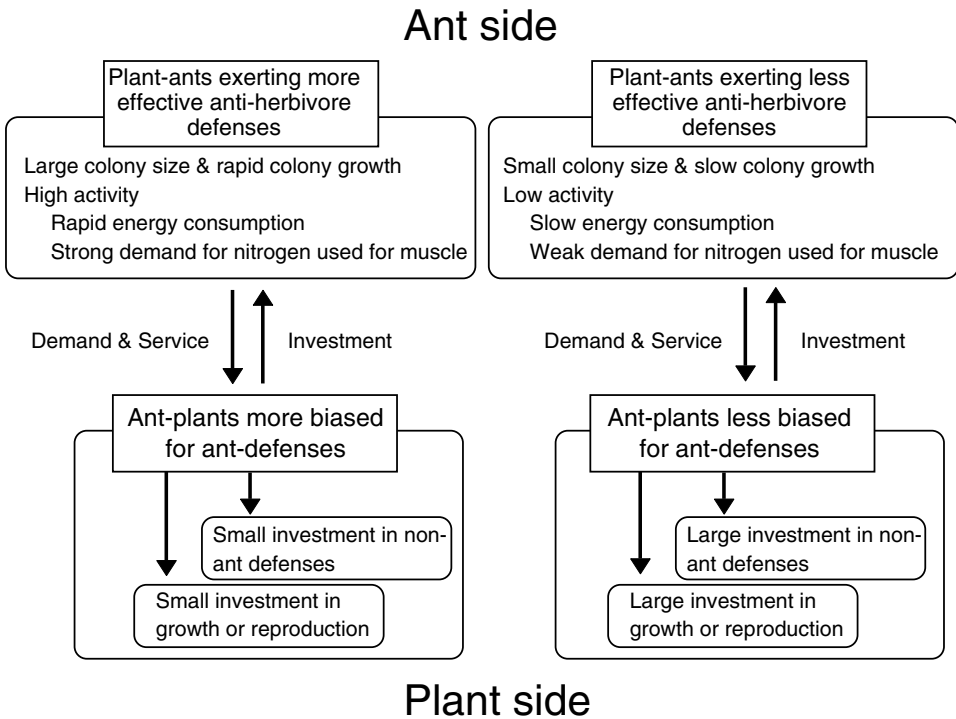 Ant side
Plant-ants exerting more
effective anti-herbivore
defenses
Large colony size & rapid colony growth
High activity
Rapid energy consumption
Strong demand for nitrogen used for muscle
Plant-ants exerting less
effective anti-herbivore
defenses
Small colony size & slow colony growth
Low activity
Slow energy consumption
Weak demand for nitrogen used for muscle
Demand & Service
Investment
Demand & Service
Investment
Ant-plants more biased
for ant-defenses
Small investment in non-
ant defenses
Small investment in
growth or reproduction
Ant-plants less biased
for ant-defenses
Large investment in non-
ant defenses
Large investment in
growth or reproduction
Plant side